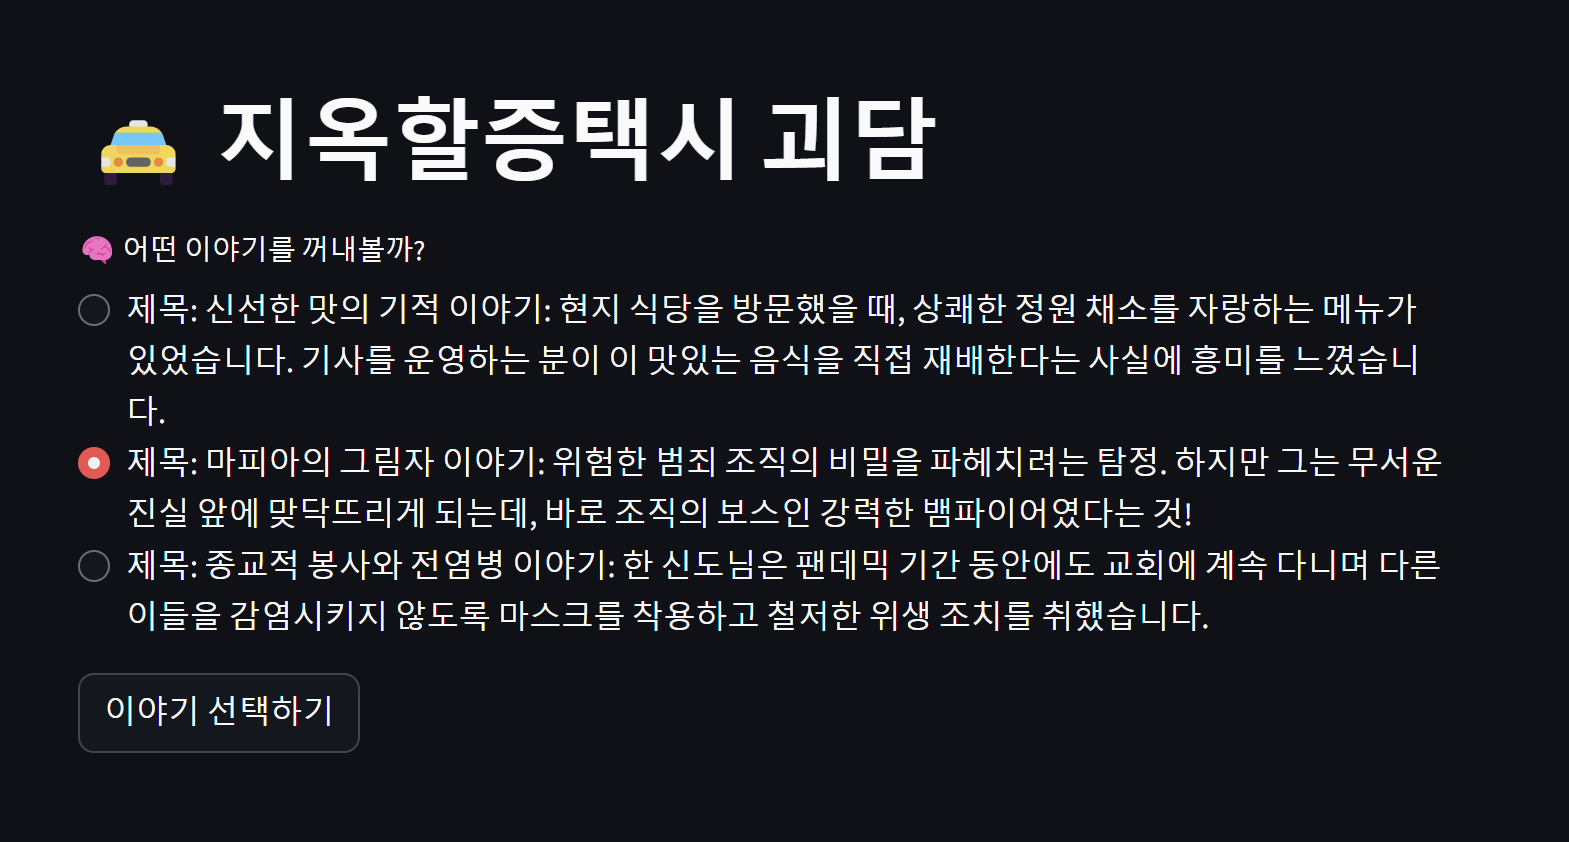 지옥할증택시 괴담
어떤 이야기를 꺼내볼까?
제목: 신선한 맛의 기적 이야기: 현지 식당을 방문했을 때, 상쾌한 정원 채소를 자랑하는 메뉴가
있었습니다. 기사를 운영하는 분이 이 맛있는 음식을 직접 재배한다는 사실에 흥미를 느꼈습니
다.
제목: 마피아의 그림자 이야기: 위험한 범죄 조직의 비밀을 파헤치려는 탐정. 하지만 그는 무서운
진실 앞에 맞닥뜨리게 되는데, 바로 조직의 보스인 강력한 뱀파이어였다는 것!
제목: 종교적 봉사와 전염병 이야기: 한 신도님은 팬데믹 기간 동안에도 교회에 계속 다니며 다른
이들을 감염시키지 않도록 마스크를 착용하고 철저한 위생 조치를 취했습니다.
이야기 선택하기